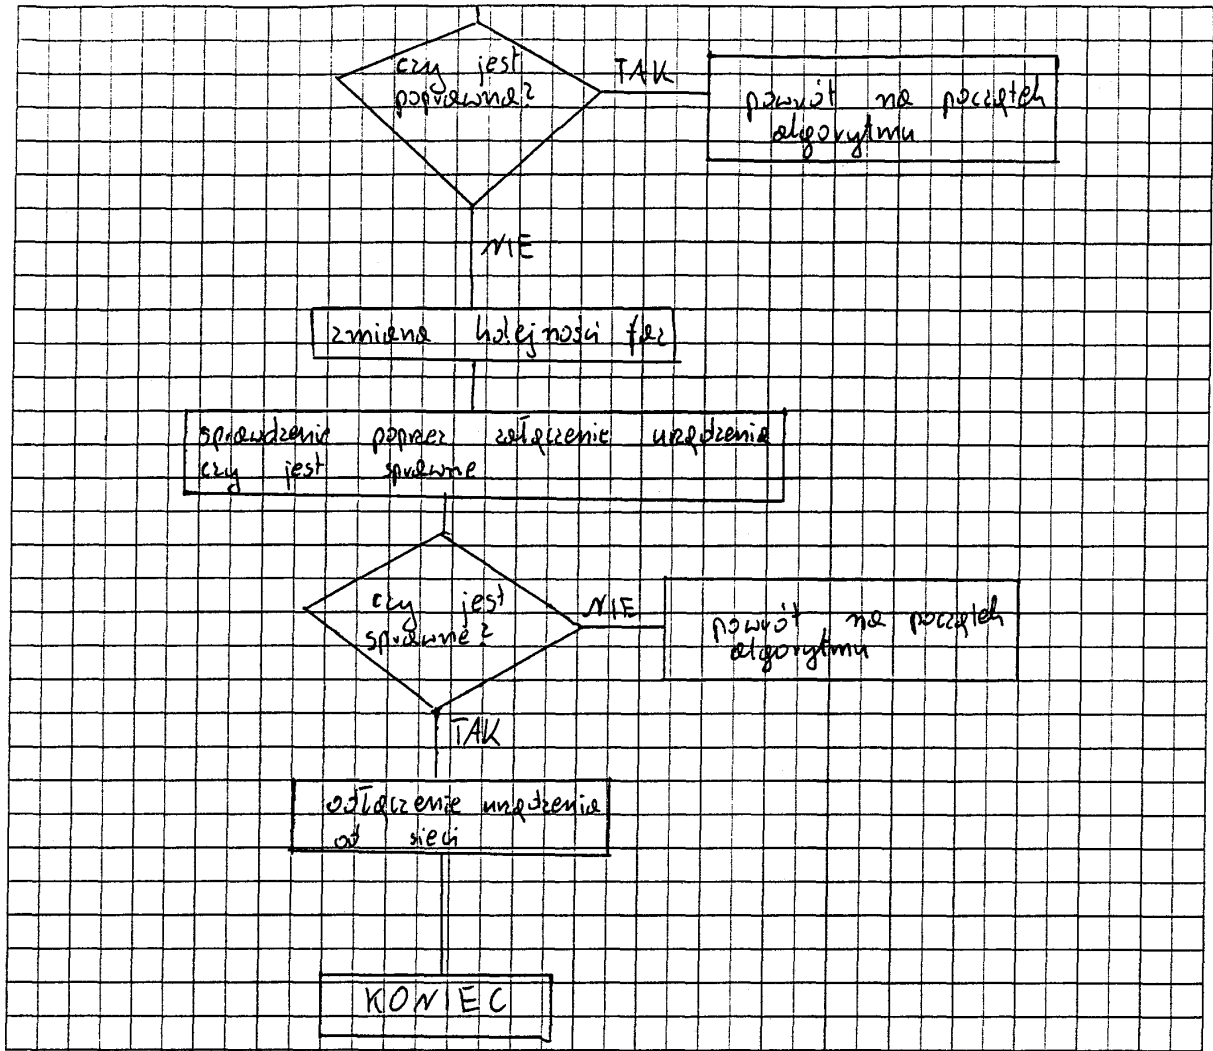 czy jest
poprawna?
TAK
powrót na początek
algorytmu
NIE
zmiana kolejności faz
sprawdzenie poprzez załączenie urządzenia
czy jest sprawne
czy jest
sprawne?
NIE
powrót na początek
algorytmu
TAK
odłączenie urządzenia
od sieci
KONIEC